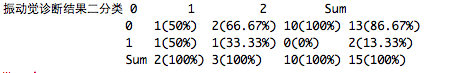 振动觉诊断结果二分类 0 1 2 Sum
0 1(50%) 2(66.67%) 10(100%) 13(86.67%)
1 1(50%) 1(33.33%) 0(0%) 2(13.33%)
Sum 2(100%) 3(100%) 10(100%) 15(100%)